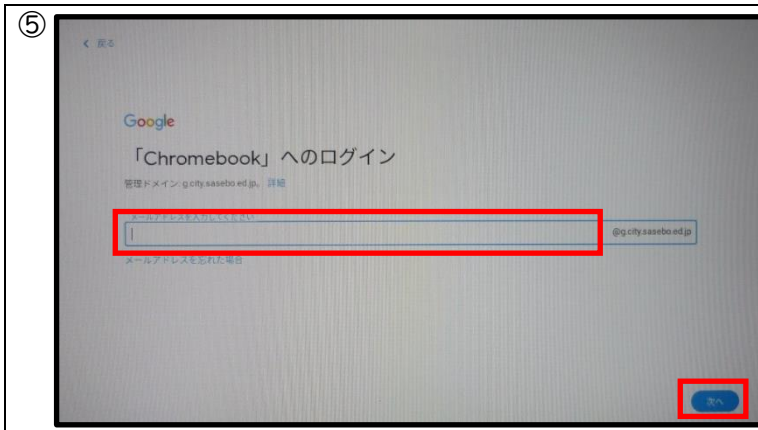 ⑤
戻る
Google
「Chromebook」へのログイン
管理ドメイン: g.city.sasebo.ed.jp。 詳細
メールアドレスを入力してください
@g.city.sasebo.ed.jp
メールアドレスを忘れた場合
次へ